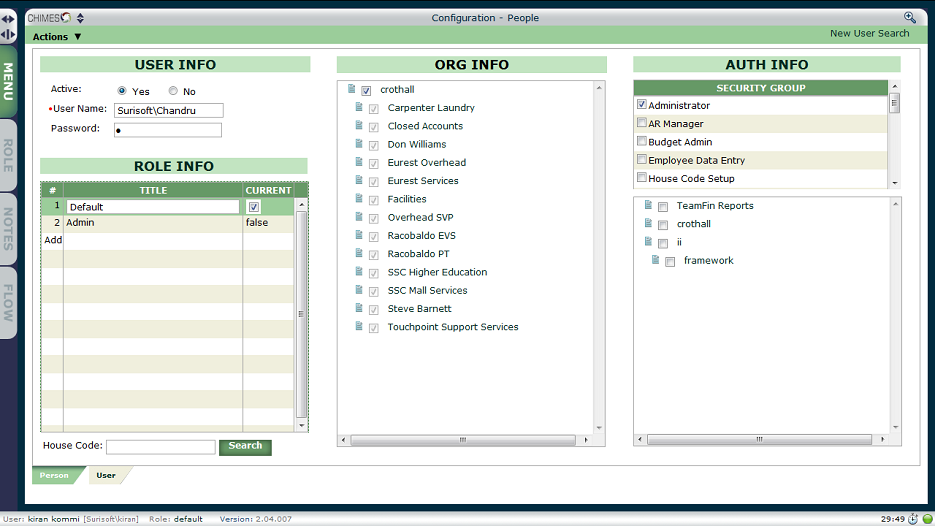 CHIMES
Configuration - People
Actions ▼
New User Search
MENU
ROLE
NOTES
FLOW
USER INFO
Active: Yes No
•User Name: Surisoft\Chandru
Password: •
ROLE INFO
# TITLE CURRENT
1 Default
2 Admin false
Add
House Code: Search
Person User
ORG INFO
crothall
Carpenter Laundry
Closed Accounts
Don Williams
Eurest Overhead
Eurest Services
Facilities
Overhead SVP
Racobaldo EVS
Racobaldo PT
SSC Higher Education
SSC Mall Services
Steve Barnett
Touchpoint Support Services
AUTH INFO
SECURITY GROUP
Administrator
AR Manager
Budget Admin
Employee Data Entry
House Code Setup
TeamFin Reports
crothall
ii
framework
User: kiran kommi [Surisoft\kiran] Role: default Version: 2.04.007 29:49